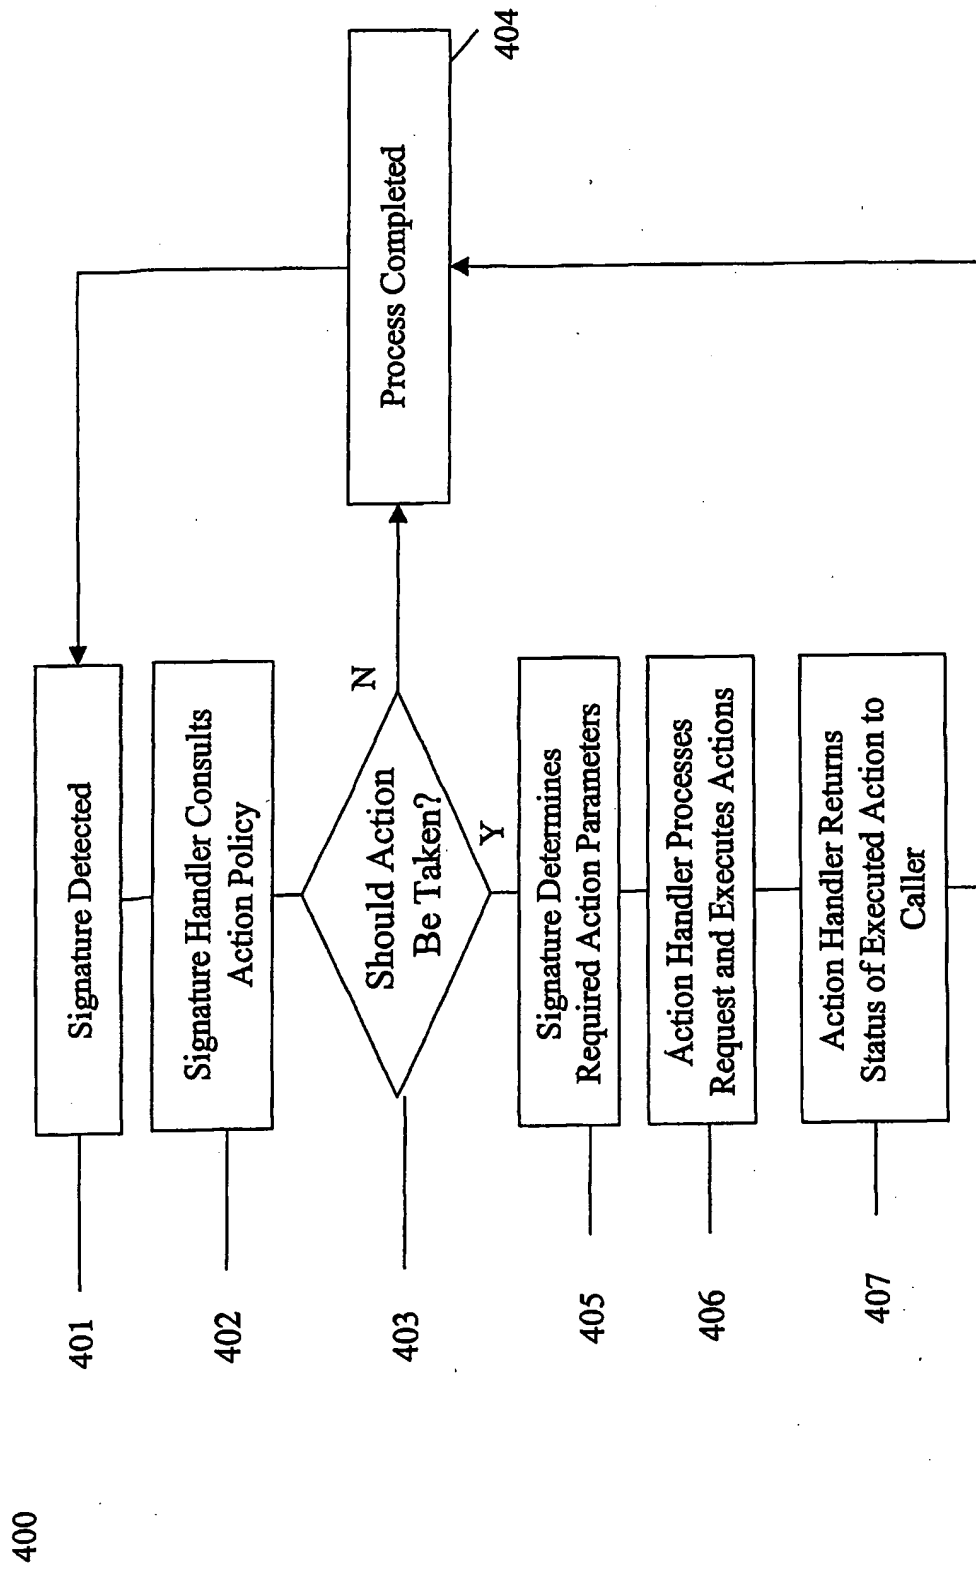 400
401
Signature Detected
402
Signature Handler Consults
Action Policy
403
Should Action
Be Taken?
N
Y
Process Completed
404
405
Signature Determines
Required Action Parameters
406
Action Handler Processes
Request and Executes Actions
407
Action Handler Returns
Status of Executed Action to
Caller